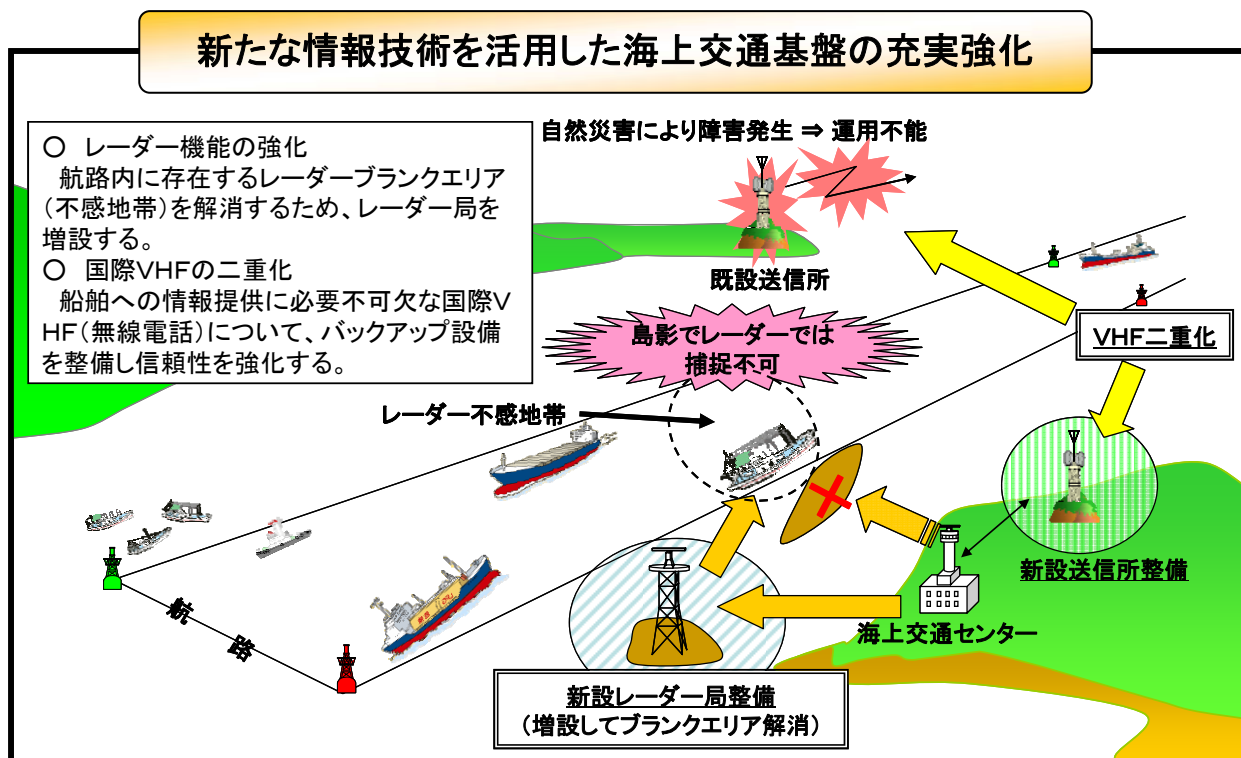 新たな情報技術を活用した海上交通基盤の充実強化
○　レーダー機能の強化
　航路内に存在するレーダーブランクエリア
（不感地帯）を解消するため、レーダー局を
増設する。
○　国際ＶＨＦの二重化
　船舶への情報提供に必要不可欠な国際Ｖ
ＨＦ（無線電話）について、バックアップ設備
を整備し信頼性を強化する。
自然災害により障害発生 ⇒ 運用不能
既設送信所
島影でレーダーでは
捕捉不可
ＶＨＦ二重化
レーダー不感地帯
新設送信所整備
海上交通センター
航　路
新設レーダー局整備
（増設してブランクエリア解消）